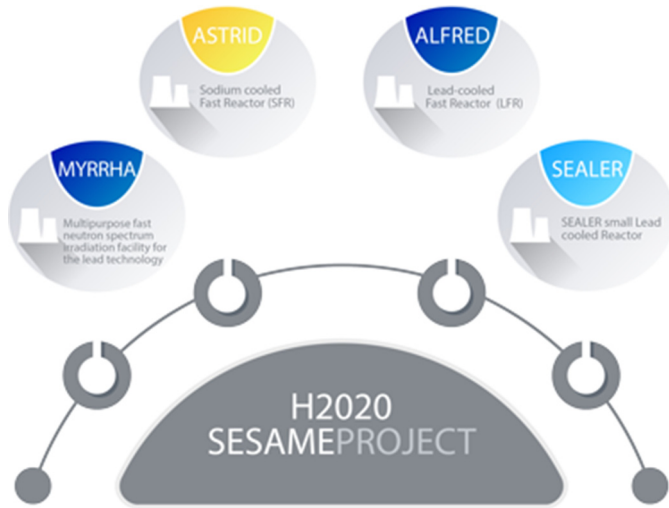 ASTRID
Sodium cooled
Fast Reactor (SFR)
ALFRED
Lead-cooled
Fast Reactor (LFR)
MYRRHA
Multipurpose fast
neutron spectrum
irradiation facility for
the lead technology
SEALER
SEALER small Lead
cooled Reactor
H2020
SESAMEPROJECT